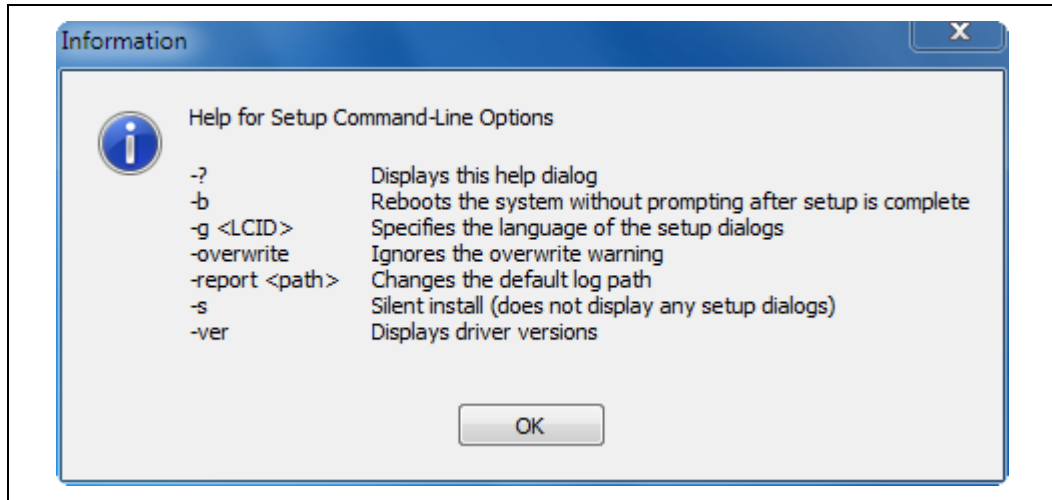 Information
Help for Setup Command-Line Options
-? Displays this help dialog
-b Reboots the system without prompting after setup is complete
-g <LCID> Specifies the language of the setup dialogs
-overwrite Ignores the overwrite warning
-report <path> Changes the default log path
-s Silent install (does not display any setup dialogs)
-ver Displays driver versions
OK